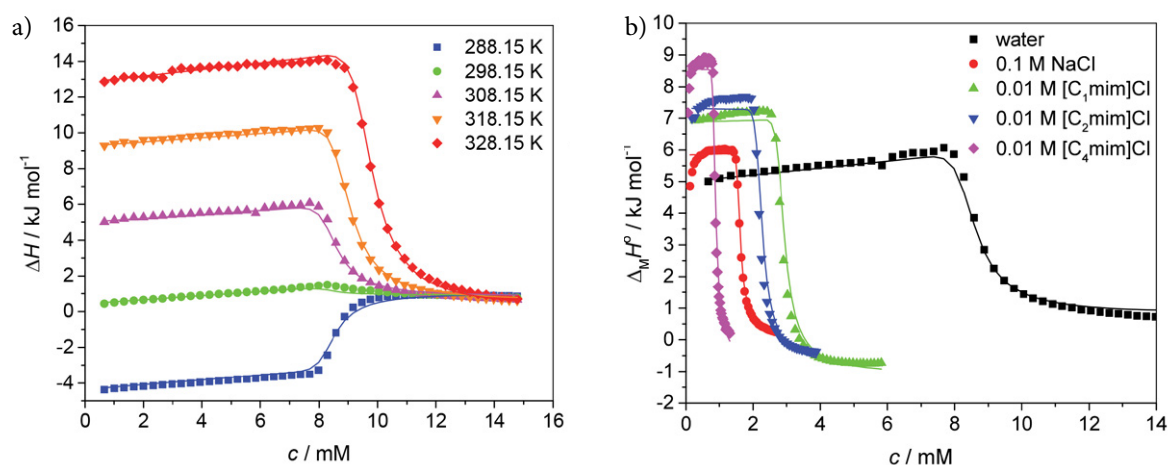 a)
ΔH / kJ mol⁻¹
16
14
12
10
8
6
4
2
0
-2
-4
288.15 K
298.15 K
308.15 K
318.15 K
328.15 K
0 2 4 6 8 10 12 14 16
c / mM
b)
Δ_MH⁰ / kJ mol⁻¹
10
9
8
7
6
5
4
3
2
1
0
-1
-2
water
0.1 M NaCl
0.01 M [C₁mim]Cl
0.01 M [C₂mim]Cl
0.01 M [C₄mim]Cl
0 2 4 6 8 10 12 14
c / mM